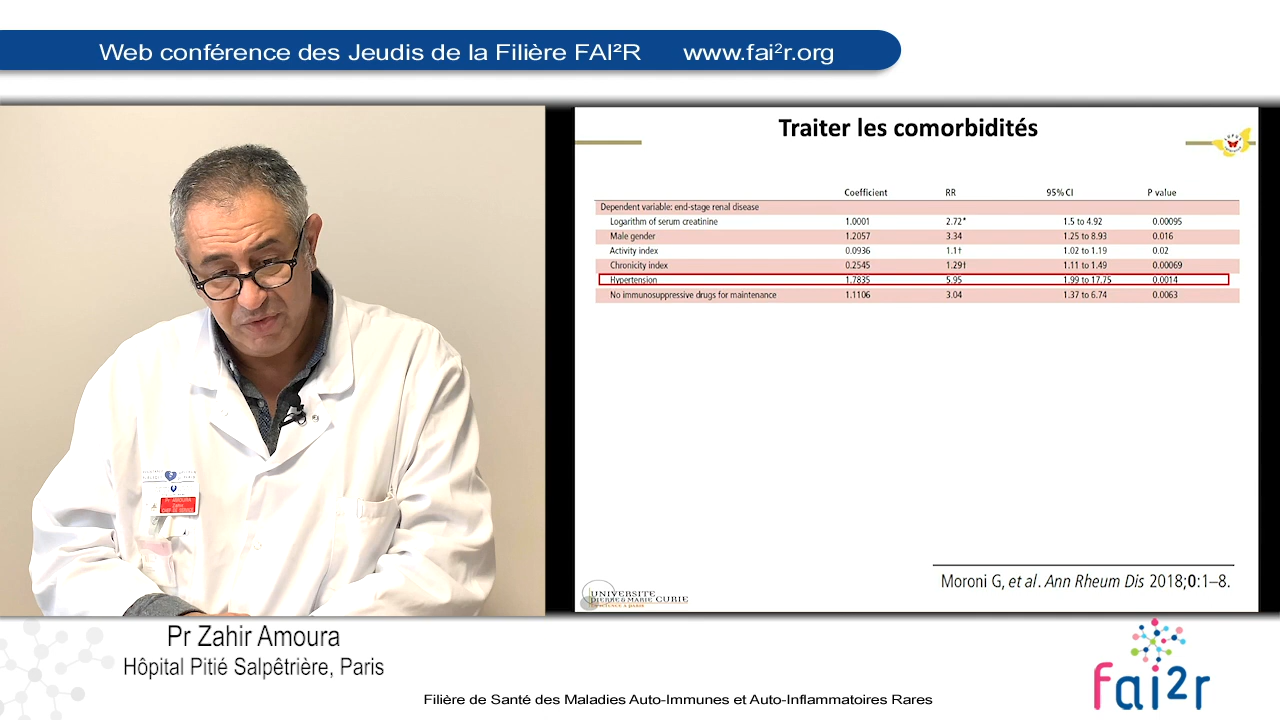 Web conférence des Jeudis de la Filière FAI²R www.fai²r.org
Traiter les comorbidités
Coefficient RR 95% CI P value
Dependent variable: end-stage renal disease
Logarithm of serum creatinine 1.0001 2.72* 1.5 to 4.92 0.00095
Male gender 1.2057 3.34 1.25 to 8.93 0.016
Activity index 0.0936 1.1† 1.02 to 1.19 0.02
Chronicity index 0.2545 1.29† 1.11 to 1.49 0.00069
Hypertension 1.7835 5.95 1.99 to 17.75 0.0014
No immunosuppressive drugs for maintenance 1.1106 3.04 1.37 to 6.74 0.0063
Moroni G, et al. Ann Rheum Dis 2018;0:1–8.
UNIVERSITE
PIERRE & MARIE CURIE
Pr AMOURA
Pr Zahir Amoura
Hôpital Pitié Salpêtrière, Paris
fai2r
Filière de Santé des Maladies Auto-Immunes et Auto-Inflammatoires Rares